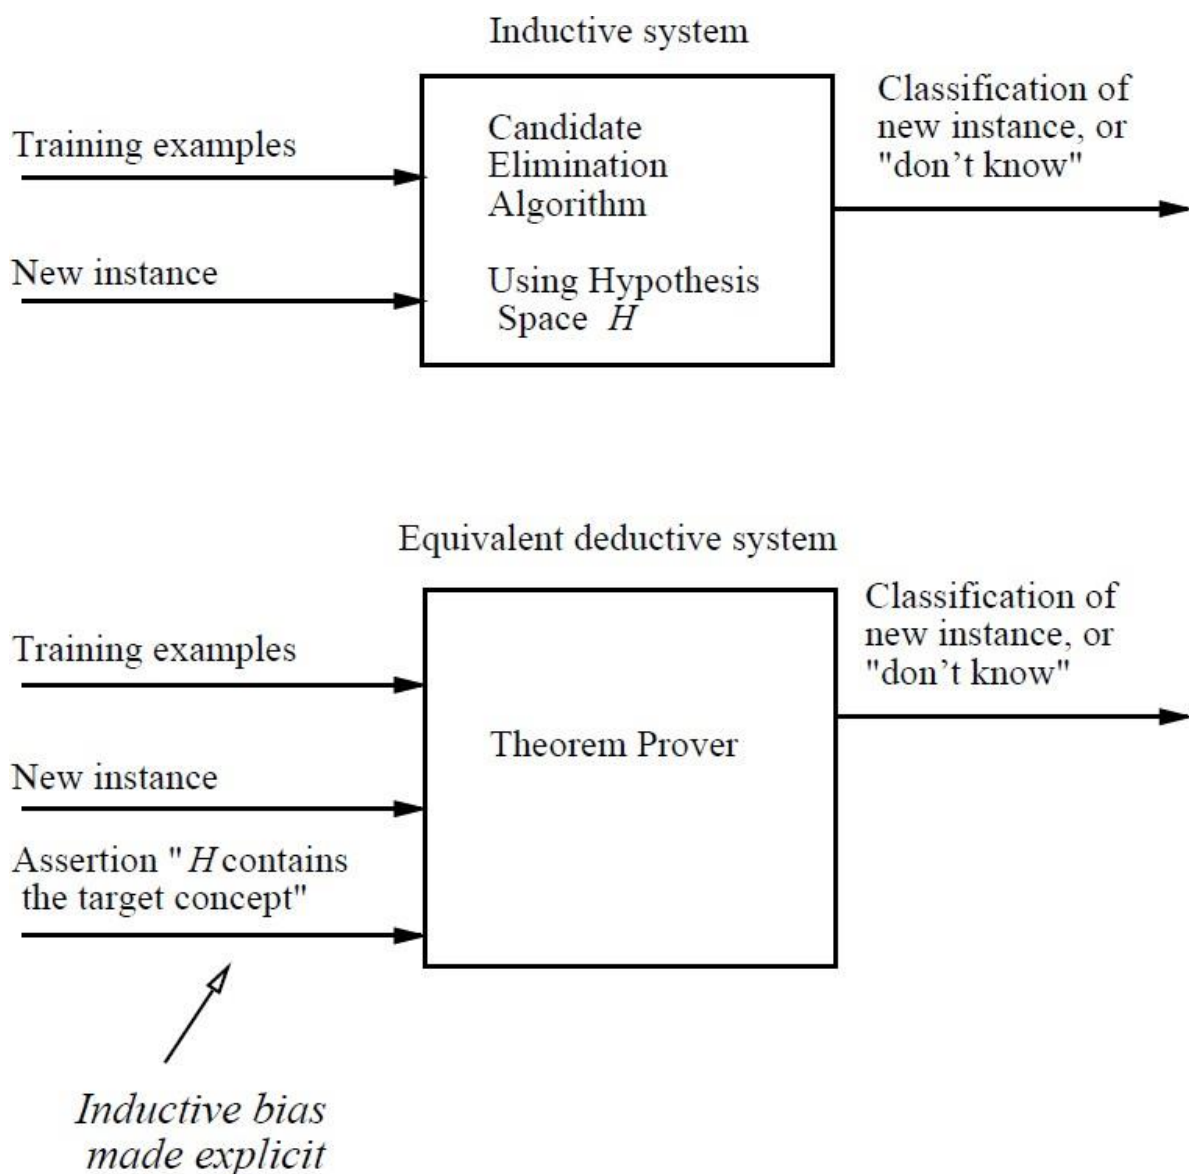 Inductive system
Training examples
New instance
Candidate
Elimination
Algorithm
Using Hypothesis
Space H
Classification of
new instance, or
"don't know"
Equivalent deductive system
Training examples
New instance
Assertion " H contains
the target concept"
Theorem Prover
Classification of
new instance, or
"don't know"
Inductive bias
made explicit